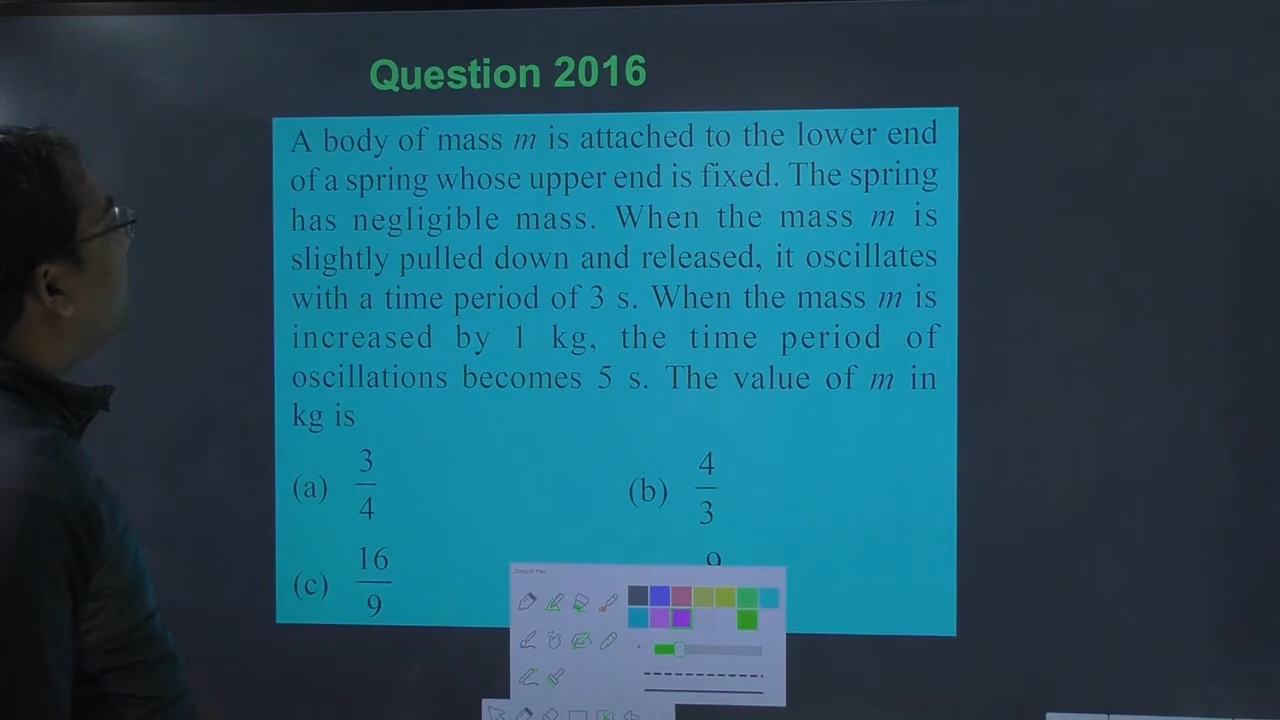 Question 2016
A body of mass m is attached to the lower end
of a spring whose upper end is fixed. The spring
has negligible mass. When the mass m is
slightly pulled down and released, it oscillates
with a time period of 3 s. When the mass m is
increased by 1 kg, the time period of
oscillations becomes 5 s. The value of m in
kg is
(a) 3/4 (b) 4/3
(c) 16/9